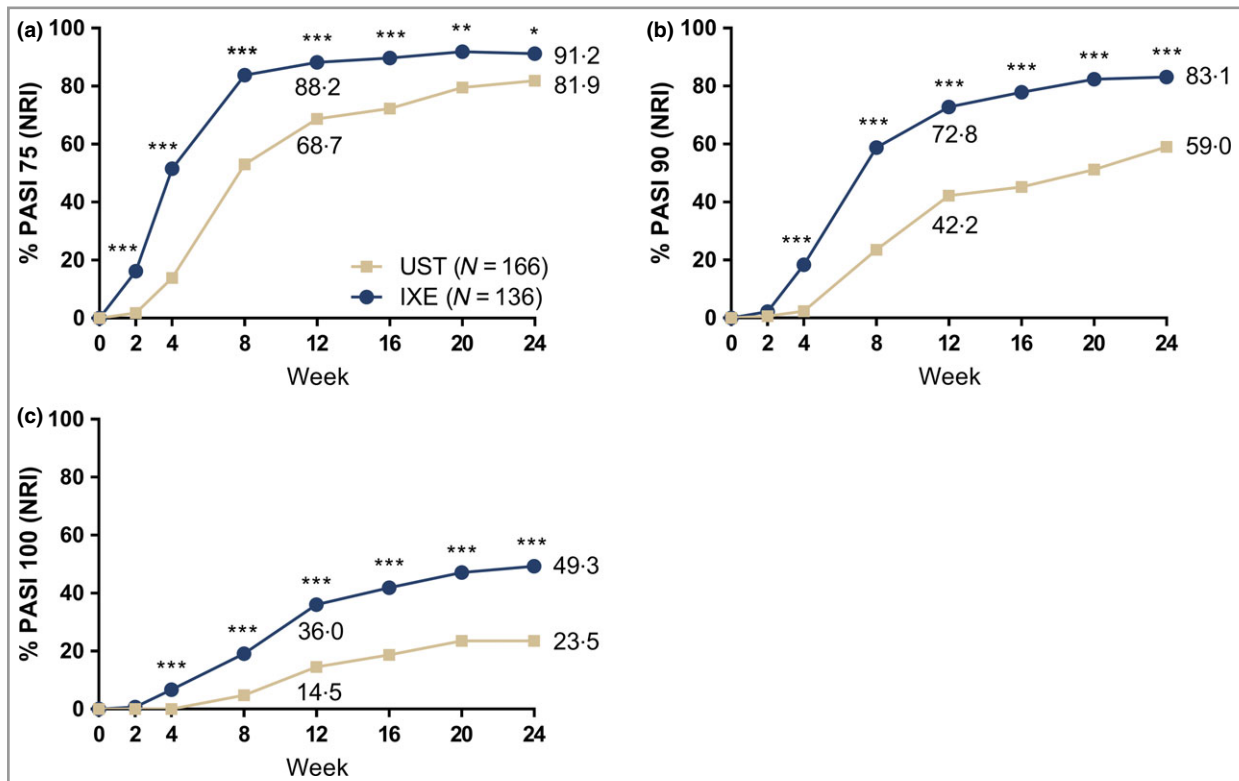 (a)
% PASI 75 (NRI)
100
80
60
40
20
0
*** *** *** *** *** *** ** *
91·2
81·9
88·2
68·7
UST (N = 166)
IXE (N = 136)
0 2 4 8 12 16 20 24
Week
(b)
% PASI 90 (NRI)
100
80
60
40
20
0
*** *** *** *** *** ***
83·1
59·0
72·8
42·2
0 2 4 8 12 16 20 24
Week
(c)
% PASI 100 (NRI)
100
80
60
40
20
0
*** *** *** *** *** ***
49·3
23·5
36·0
14·5
0 2 4 8 12 16 20 24
Week